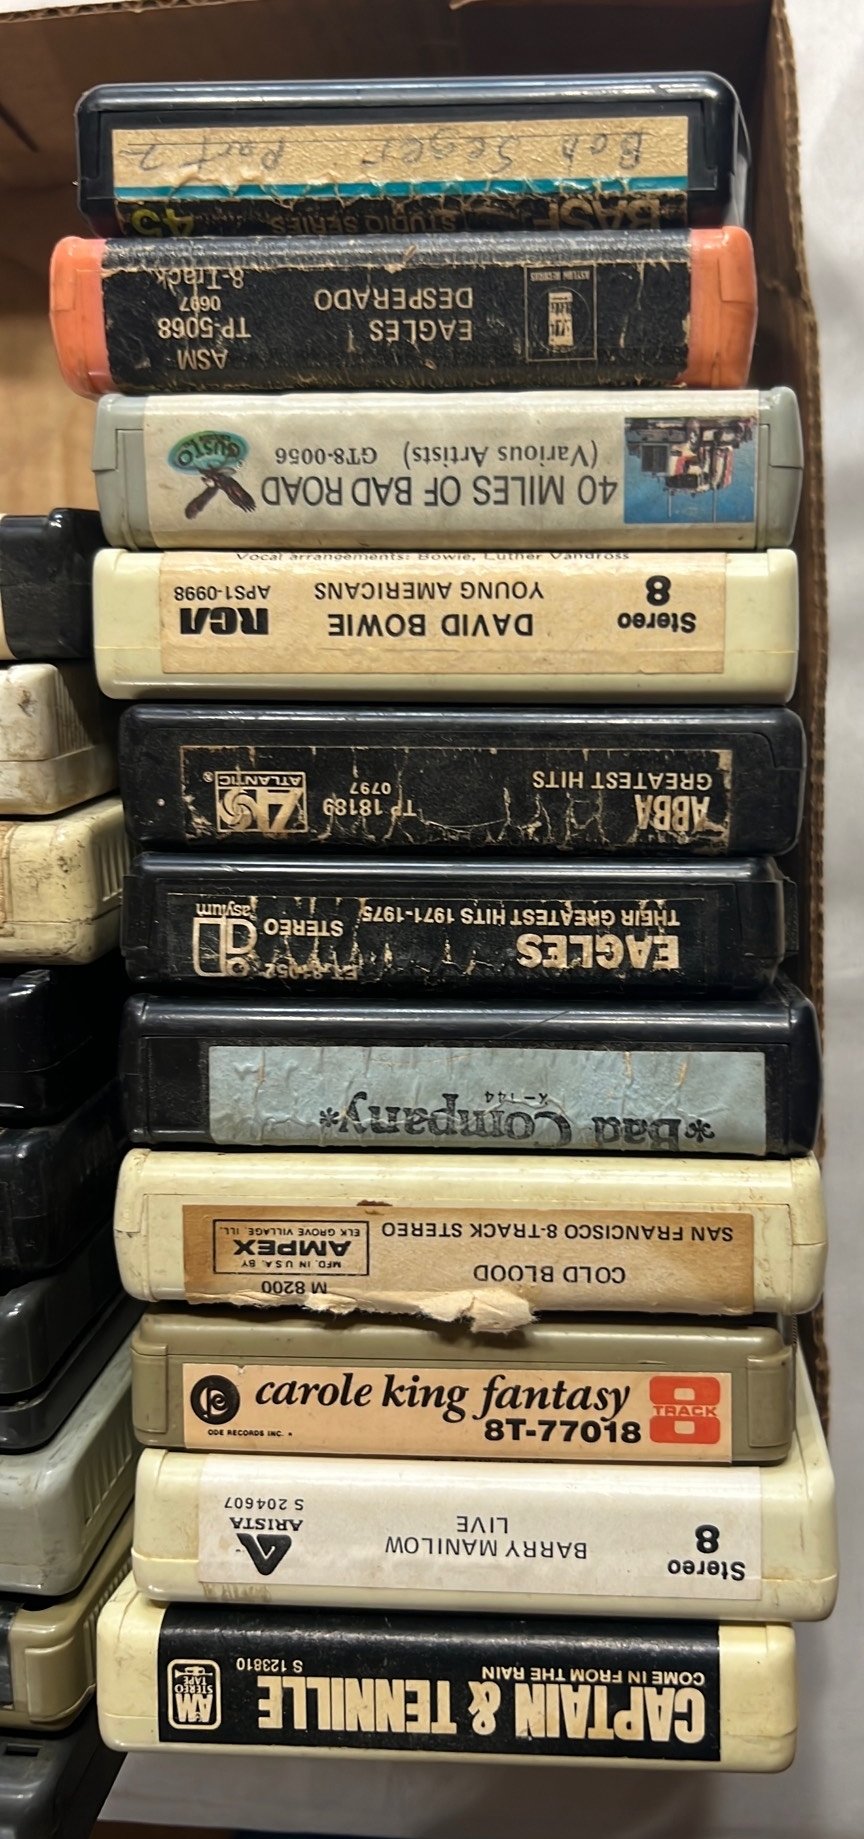 Bob Seger Part 2
BASF STUDIO SERIES 45
EAGLES
DESPERADO
ASYLUM RECORDS
ASM
TP-5068
0697
8-Track
40 MILES OF BAD ROAD
(Various Artists) GT8-0056
GUSTO
Vocal arrangements: Bowie, Luther Vandross
Stereo
8
DAVID BOWIE
YOUNG AMERICANS
RCA
APS1-0998
ABBA
GREATEST HITS
TP 18189
0797
ATLANTIC®
EAGLES
THEIR GREATEST HITS 1971-1975
STEREO
asylum
*Bad Company*
X-144
M 8200
COLD BLOOD
SAN FRANCISCO 8-TRACK STEREO
MFD. IN U.S.A. BY
AMPEX
ELK GROVE VILLAGE, ILL.
carole king fantasy
8T-77018
ODE RECORDS INC.
8
TRACK
Stereo
8
BARRY MANILOW
LIVE
ARISTA
S 204607
CAPTAIN & TENNILLE
COME IN FROM THE RAIN
S 123810
AM
STEREO
TAPE